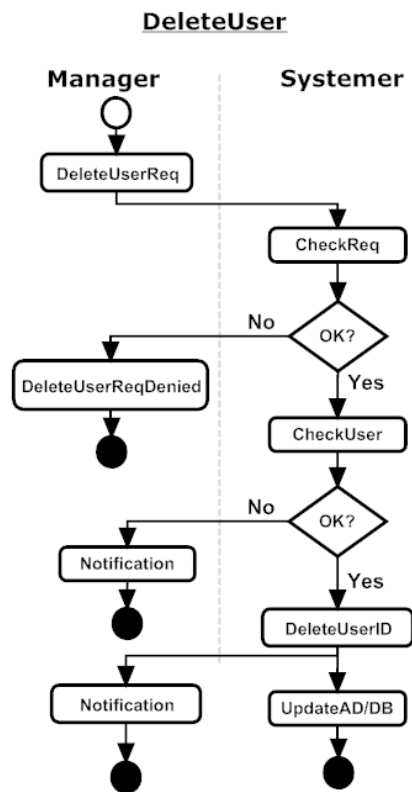 DeleteUser
Manager
Systemer
DeleteUserReq
CheckReq
No
OK?
DeleteUserReqDenied
Yes
CheckUser
No
OK?
Notification
Yes
DeleteUserID
Notification
UpdateAD/DB